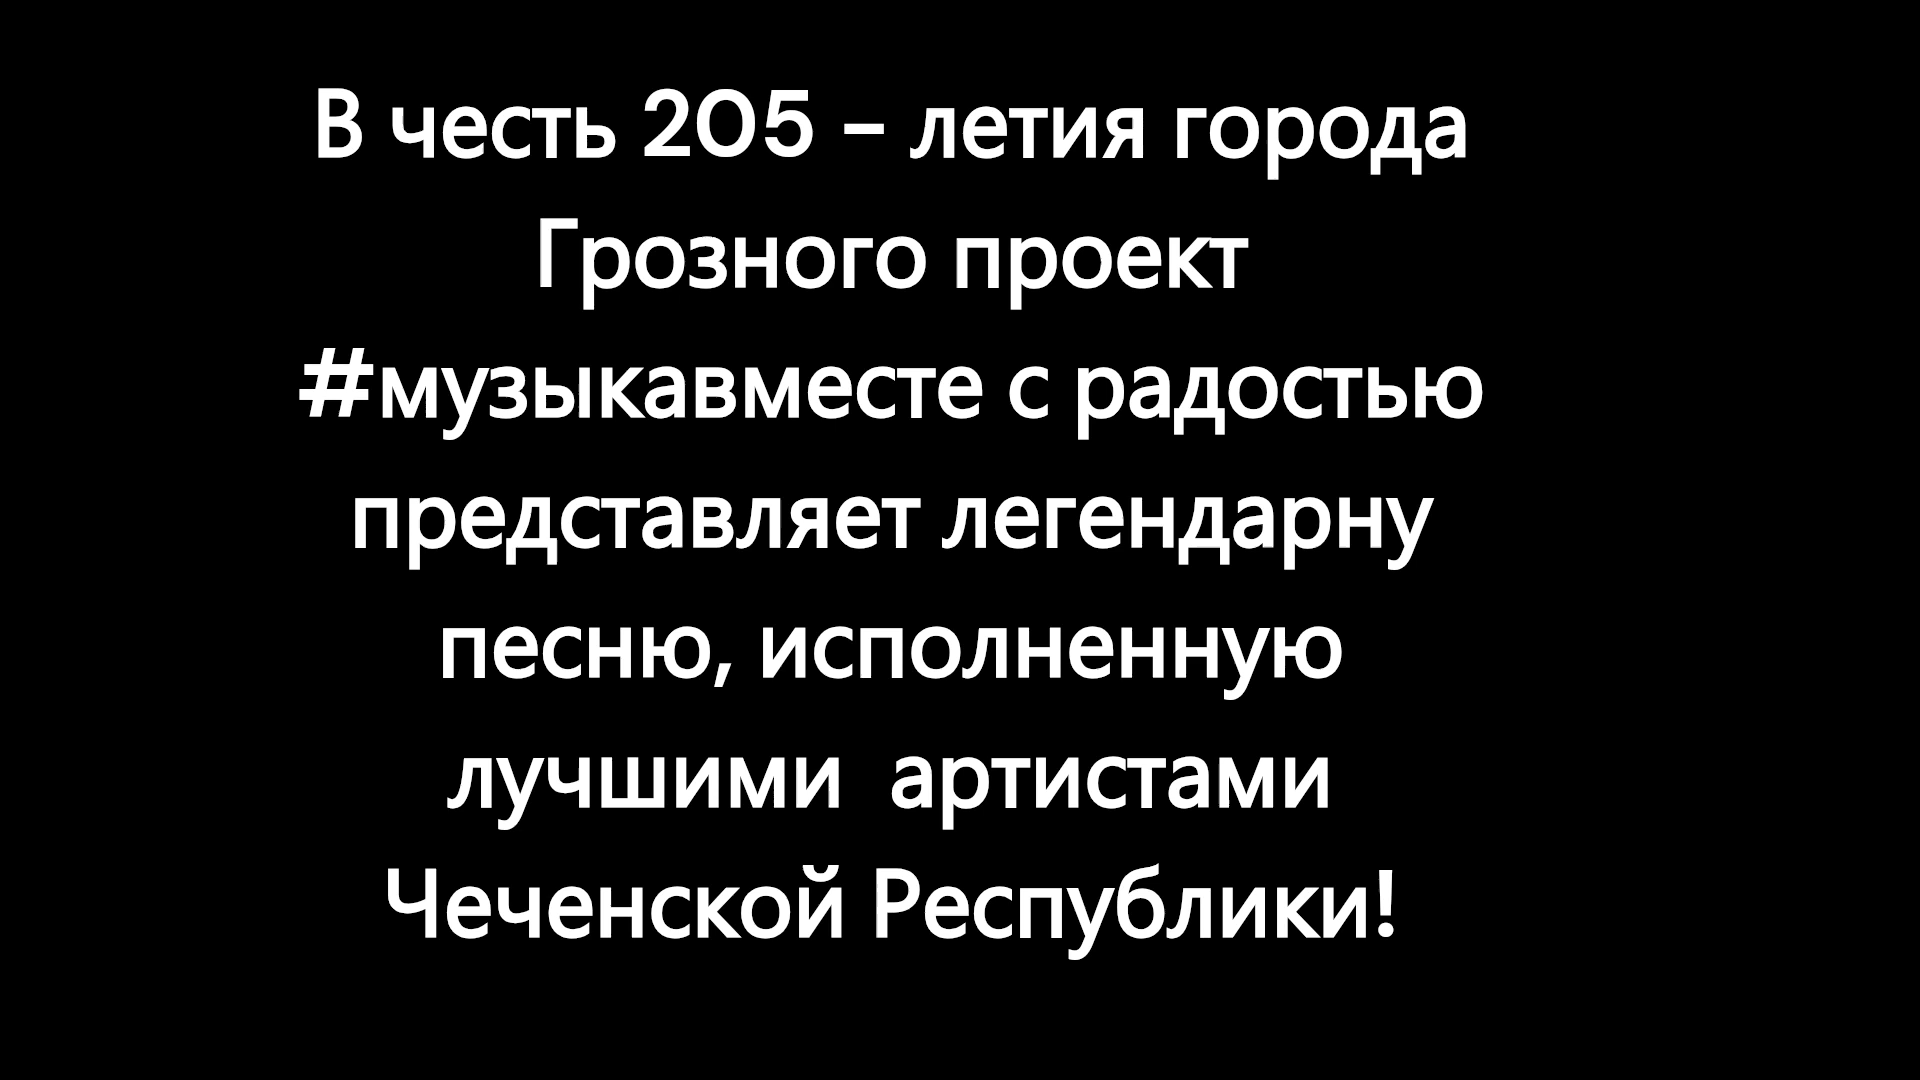 В честь 205 – летия города
Грозного проект
#музыкавместе с радостью
представляет легендарну
песню, исполненную
лучшими  артистами
Чеченской Республики!